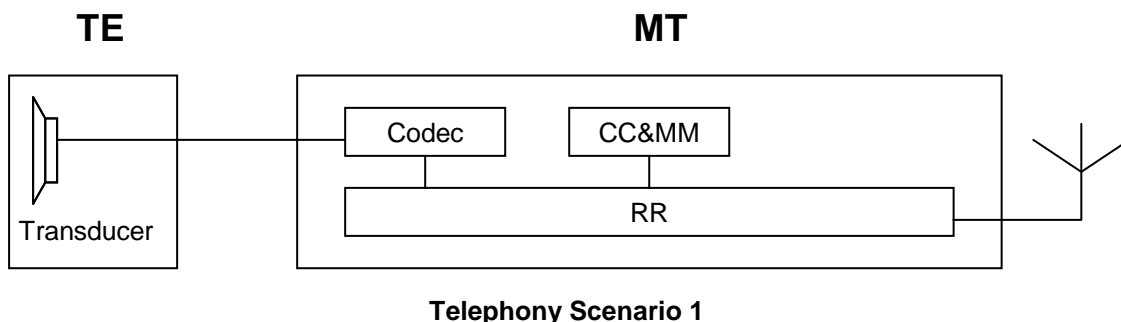 TE
MT
Codec
CC&MM
RR
Transducer
Telephony Scenario 1